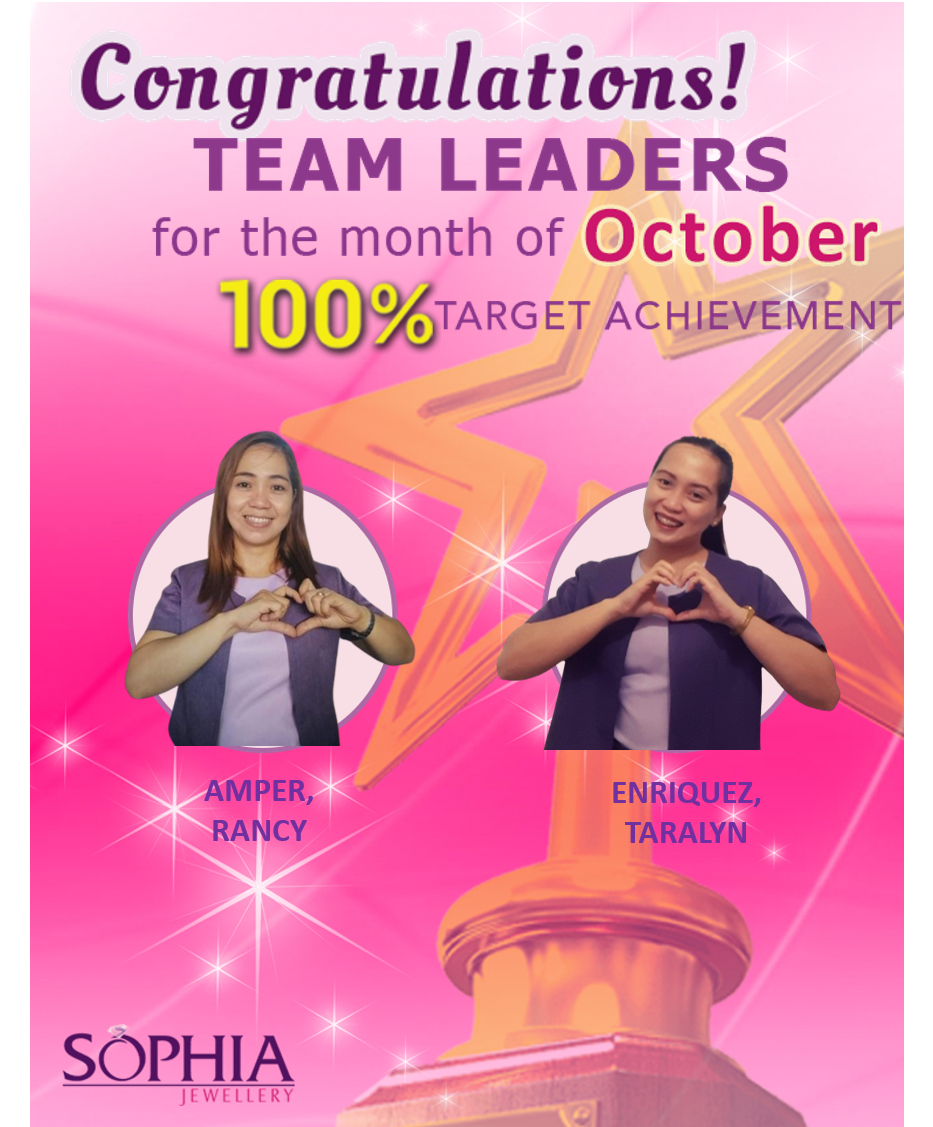 Congratulations!
TEAM LEADERS
for the month of October
100% TARGET ACHIEVEMENT
AMPER,
RANCY
ENRIQUEZ,
TARALYN
SOPHIA
JEWELLERY